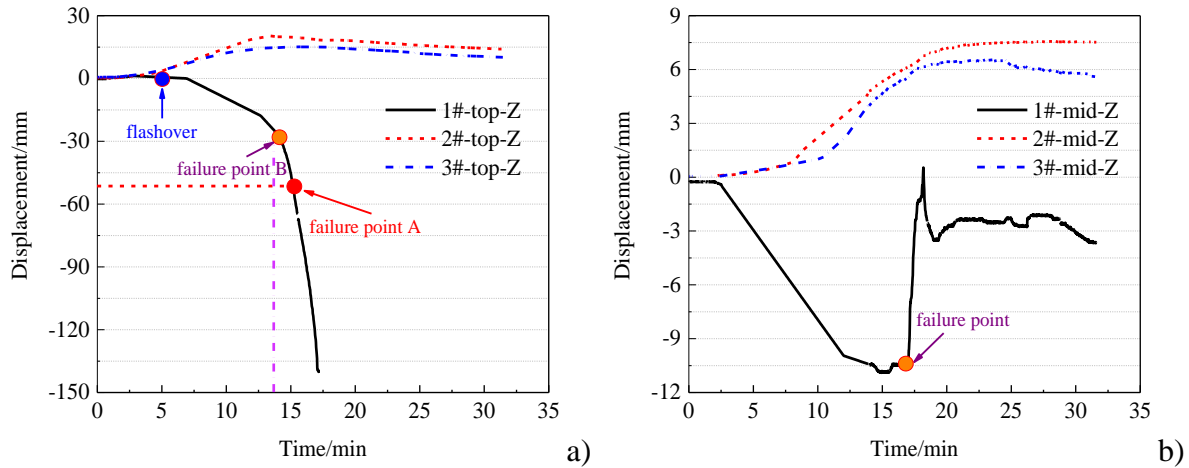 30
0
-30
-60
-90
-120
-150
0
5
10
15
20
25
30
35
Displacement/mm
Time/min
flashover
failure point B
failure point A
1#-top-Z
2#-top-Z
3#-top-Z
a)
9
6
3
0
-3
-6
-9
-12
0
5
10
15
20
25
30
35
Displacement/mm
Time/min
1#-mid-Z
2#-mid-Z
3#-mid-Z
failure point
b)